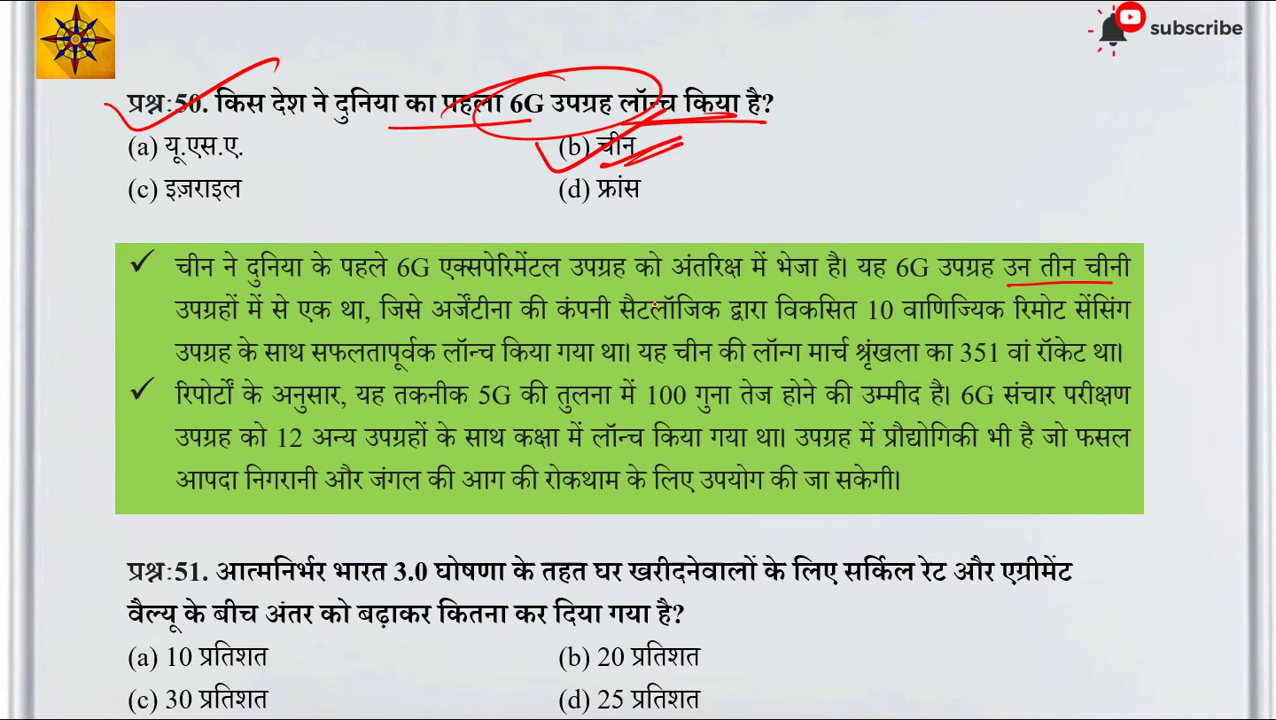 subscribe
प्रश्न:50. किस देश ने दुनिया का पहला 6G उपग्रह लॉन्च किया है?
(a) यू.एस.ए. (b) चीन
(c) इज़राइल (d) फ्रांस
✓ चीन ने दुनिया के पहले 6G एक्सपेरिमेंटल उपग्रह को अंतरिक्ष में भेजा है। यह 6G उपग्रह उन तीन चीनी
उपग्रहों में से एक था, जिसे अर्जेंटीना की कंपनी सैटलॉजिक द्वारा विकसित 10 वाणिज्यिक रिमोट सेंसिंग
उपग्रह के साथ सफलतापूर्वक लॉन्च किया गया था। यह चीन की लॉन्ग मार्च श्रृंखला का 351 वां रॉकेट था।
✓ रिपोर्टों के अनुसार, यह तकनीक 5G की तुलना में 100 गुना तेज होने की उम्मीद है। 6G संचार परीक्षण
उपग्रह को 12 अन्य उपग्रहों के साथ कक्षा में लॉन्च किया गया था। उपग्रह में प्रौद्योगिकी भी है जो फसल
आपदा निगरानी और जंगल की आग की रोकथाम के लिए उपयोग की जा सकेगी।
प्रश्न:51. आत्मनिर्भर भारत 3.0 घोषणा के तहत घर खरीदनेवालों के लिए सर्किल रेट और एग्रीमेंट
वैल्यू के बीच अंतर को बढ़ाकर कितना कर दिया गया है?
(a) 10 प्रतिशत (b) 20 प्रतिशत
(c) 30 प्रतिशत (d) 25 प्रतिशत